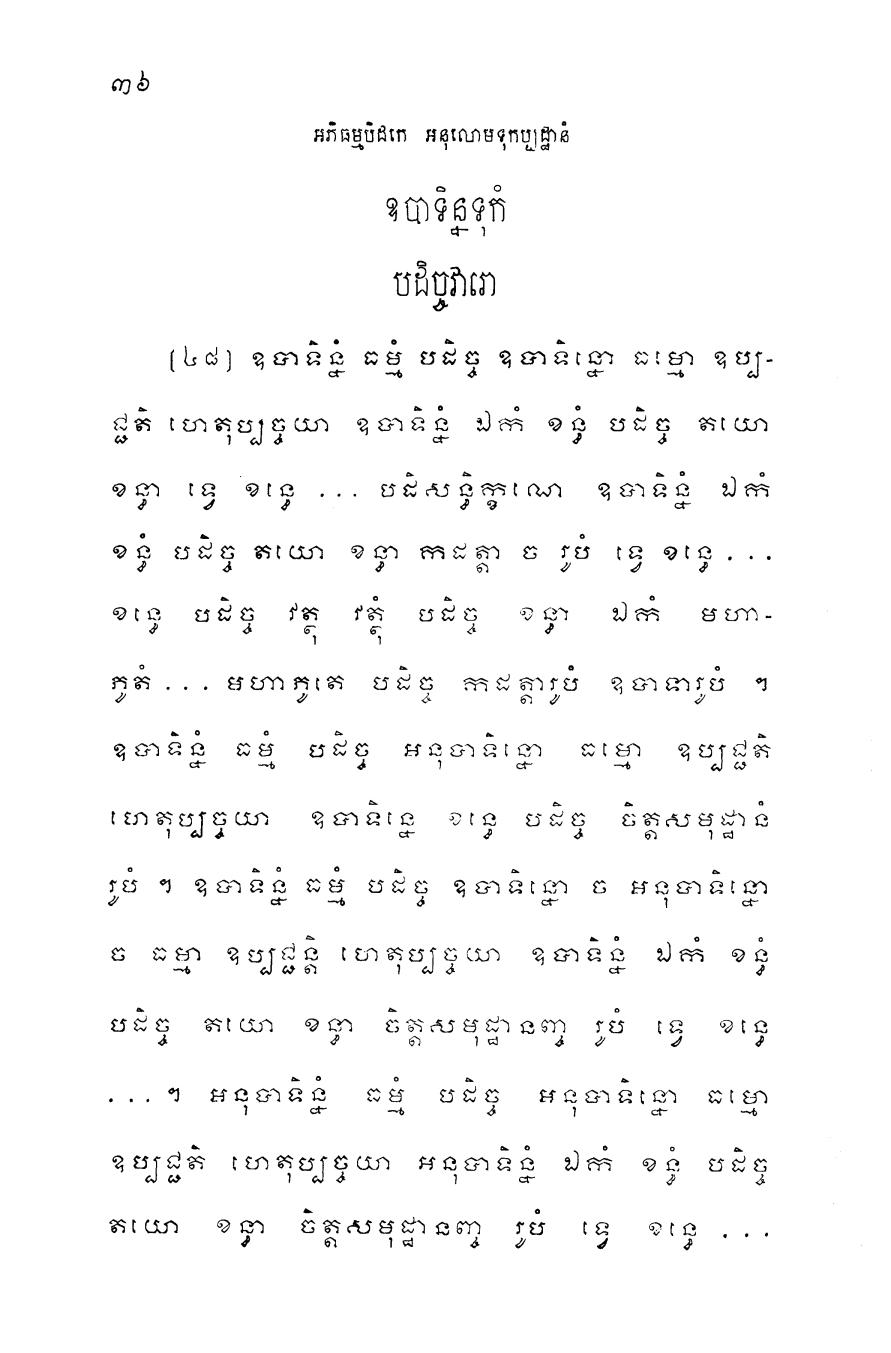 ៣៦
អភិធម្មបិដកេ អនុលោមទុកប្បដ្ឋានំ
ឧបាទិន្នទុកំ
បដិច្ចវារោ
[៤៨] ឧបាទិន្នំ ធម្មំ បដិច្ច ឧបាទិន្នោ ធម្មោ ឧប្ប-
ជ្ជតិ ហេតុប្បច្ចយា ឧបាទិន្នំ ឯកំ ខន្ធំ បដិច្ច តយោ
ខន្ធា ទ្វេ ខន្ធេ ... បដិសន្ធិក្ខណេ ឧបាទិន្នំ ឯកំ
ខន្ធំ បដិច្ច តយោ ខន្ធា កដត្តា ច រូបំ ទ្វេ ខន្ធេ ...
ខន្ធេ បដិច្ច វត្ថុ វត្ថុំ បដិច្ច ខន្ធា ឯកំ មហា-
ភូតំ ... មហាភូតេ បដិច្ច កដត្តារូបំ ឧបាទារូបំ ។
ឧបាទិន្នំ ធម្មំ បដិច្ច អនុបាទិន្នោ ធម្មោ ឧប្បជ្ជតិ
ហេតុប្បច្ចយា ឧបាទិន្នេ ខន្ធេ បដិច្ច ចិត្តសមុដ្ឋានំ
រូបំ ។ ឧបាទិន្នំ ធម្មំ បដិច្ច ឧបាទិន្នោ ច អនុបាទិន្នោ
ច ធម្មា ឧប្បជ្ជន្តិ ហេតុប្បច្ចយា ឧបាទិន្នំ ឯកំ ខន្ធំ
បដិច្ច តយោ ខន្ធា ចិត្តសមុដ្ឋានញ្ច រូបំ ទ្វេ ខន្ធេ
... ។ អនុបាទិន្នំ ធម្មំ បដិច្ច អនុបាទិន្នោ ធម្មោ
ឧប្បជ្ជតិ ហេតុប្បច្ចយា អនុបាទិន្នំ ឯកំ ខន្ធំ បដិច្ច
តយោ ខន្ធា ចិត្តសមុដ្ឋានញ្ច រូបំ ទ្វេ ខន្ធេ ...